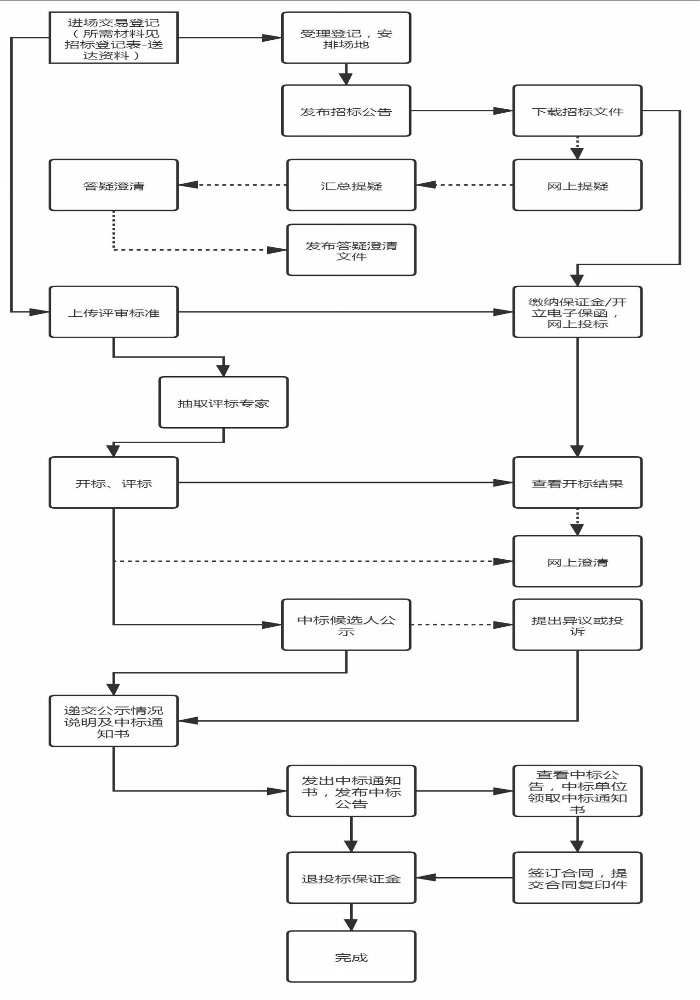 进场交易登记
（所需材料见
招标登记表-送
达资料）
受理登记，安
排场地
发布招标公告
下载招标文件
答疑澄清
汇总提疑
网上提疑
发布答疑澄清
文件
上传评审标准
缴纳保证金/开
立电子保函，
网上投标
抽取评标专家
开标、评标
查看开标结果
网上澄清
中标候选人公
示
提出异议或投
诉
递交公示情况
说明及中标通
知书
发出中标通知
书，发布中标
公告
查看中标公
告，中标单位
领取中标通知
书
退投标保证金
签订合同，提
交合同复印件
完成